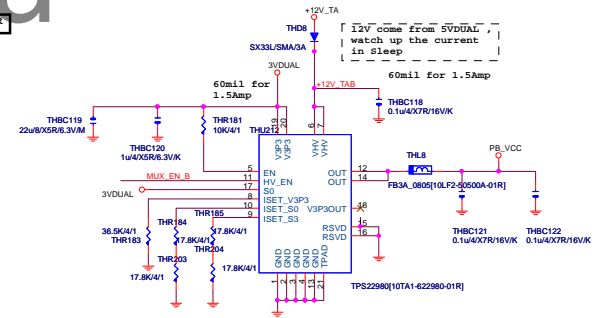 +12V_TA
THD8
SX33L/SMA/3A
12V come from 5VDUAL ,
watch up the current
in Sleep
3VDUAL
60mil for
1.5Amp
+12V_TAB
60mil for 1.5Amp
THBC119
22u/8/X5R/6.3V/M
THBC120
1u/4/X5R/6.3V/K
THR181
10K/4/1
THBC118
0.1u/4/X7R/16V/K
THU212
19
20
6
7
V3P3
V3P3
VHV
VHV
PB_VCC
5
EN
OUT
12
THL8
MUX_EN_B
11
HV_EN
OUT
14
3VDUAL
17
S0
FB3A_0805[10LF2-50500A-01R]
8
ISET_V3P3
10
ISET_S0
V3P3OUT
18
9
ISET_S3
THR184
THR185
36.5K/4/1
THR183
17.8K/4/1
47.8K/4/1
RSVD
15
RSVD
16
THBC121
0.1u/4/X7R/16V/K
THBC122
0.1u/4/X7R/16V/K
THR203
THR204
17.8K/4/1
17.8K/4/1
GND
GND
GND
GND
GND
TPAD
1
2
3
4
13
21
TPS22980[10TA1-622980-01R]